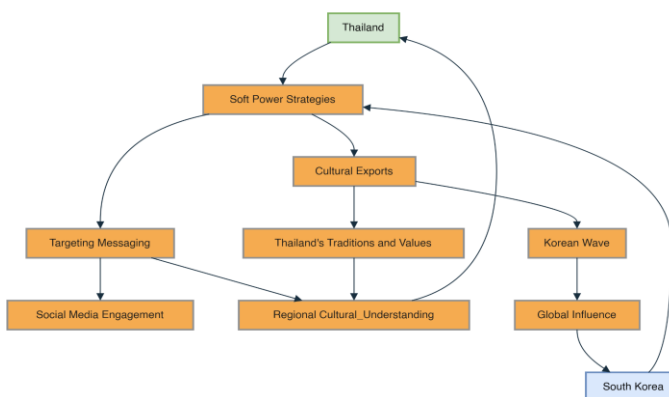 Thailand
Soft Power Strategies
Cultural Exports
Targeting Messaging
Thailand's Traditions and Values
Korean Wave
Social Media Engagement
Regional Cultural_Understanding
Global Influence
South Korea